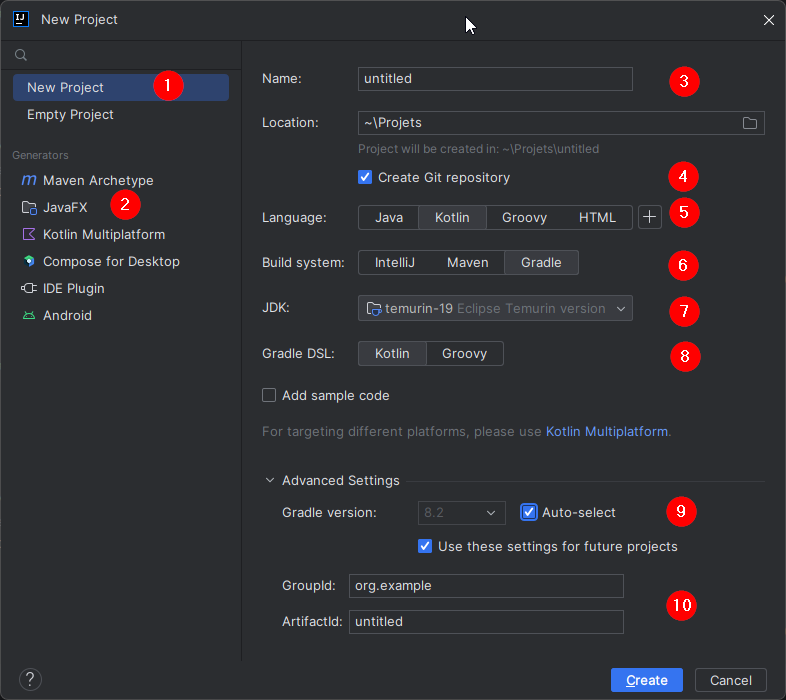 New Project
New Project 1
Empty Project
Generators
Maven Archetype
JavaFX 2
Kotlin Multiplatform
Compose for Desktop
IDE Plugin
Android
Name: untitled 3
Location: ~\Projets
Project will be created in: ~\Projets\untitled
Create Git repository 4
Language: Java Kotlin Groovy HTML + 5
Build system: IntelliJ Maven Gradle 6
JDK: temurin-19 Eclipse Temurin version 7
Gradle DSL: Kotlin Groovy 8
Add sample code
For targeting different platforms, please use Kotlin Multiplatform.
Advanced Settings
Gradle version: 8.2 Auto-select 9
Use these settings for future projects
GroupId: org.example
10
ArtifactId: untitled
? Create Cancel